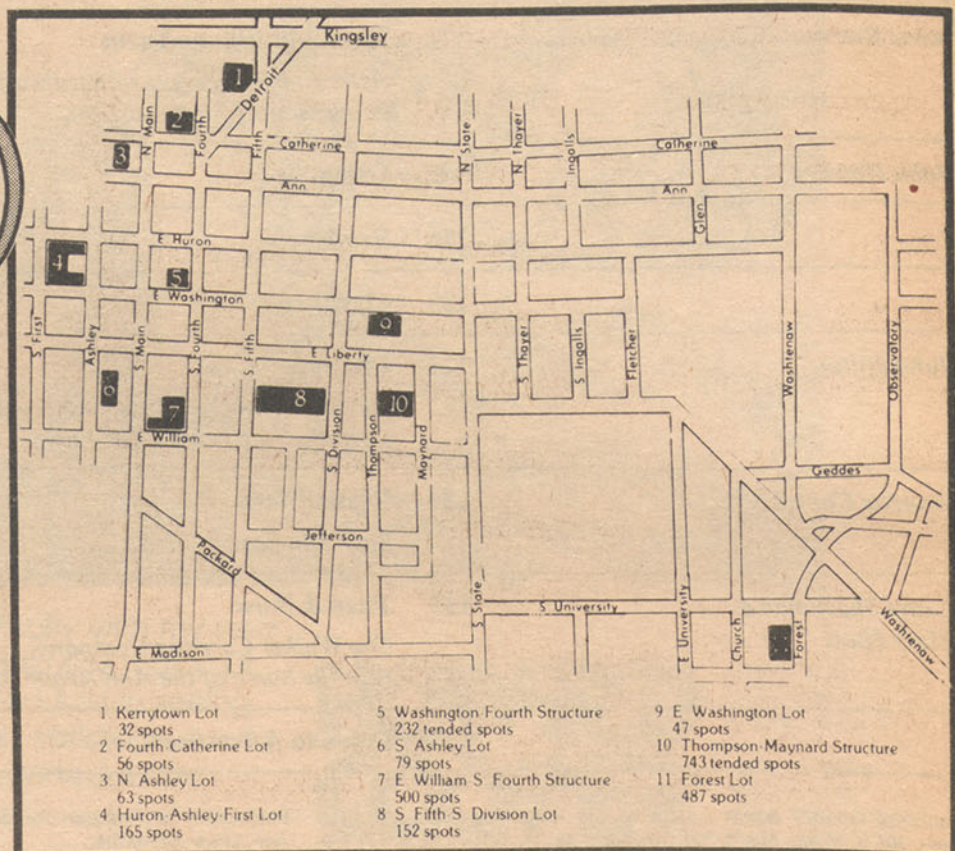 Kingsley
1
Detroit
2
N Main
Fourth
Fifth
N State
N Thayer
Ingalls
3
Catherine
Catherine
Ann
Ann
Glen
E Huron
4
5
E Washington
9
S First
Ashley
S Main
S Fourth
S Fifth
E Liberty
S Thayer
S Ingalls
Fletcher
Washtenaw
Observatory
6
7
8
10
E William
S Division
Thompson
Maynard
Geddes
Jefferson
Packard
S State
S University
E University
Church
Forest
Washtenaw
E Madison
1 Kerrytown Lot
32 spots
2 Fourth-Catherine Lot
56 spots
3 N Ashley Lot
63 spots
4 Huron-Ashley-First Lot
165 spots
5 Washington-Fourth Structure
232 tended spots
6 S Ashley Lot
79 spots
7 E William S Fourth Structure
500 spots
8 S Fifth-S Division Lot
152 spots
9 E Washington Lot
47 spots
10 Thompson-Maynard Structure
743 tended spots
11 Forest Lot
487 spots